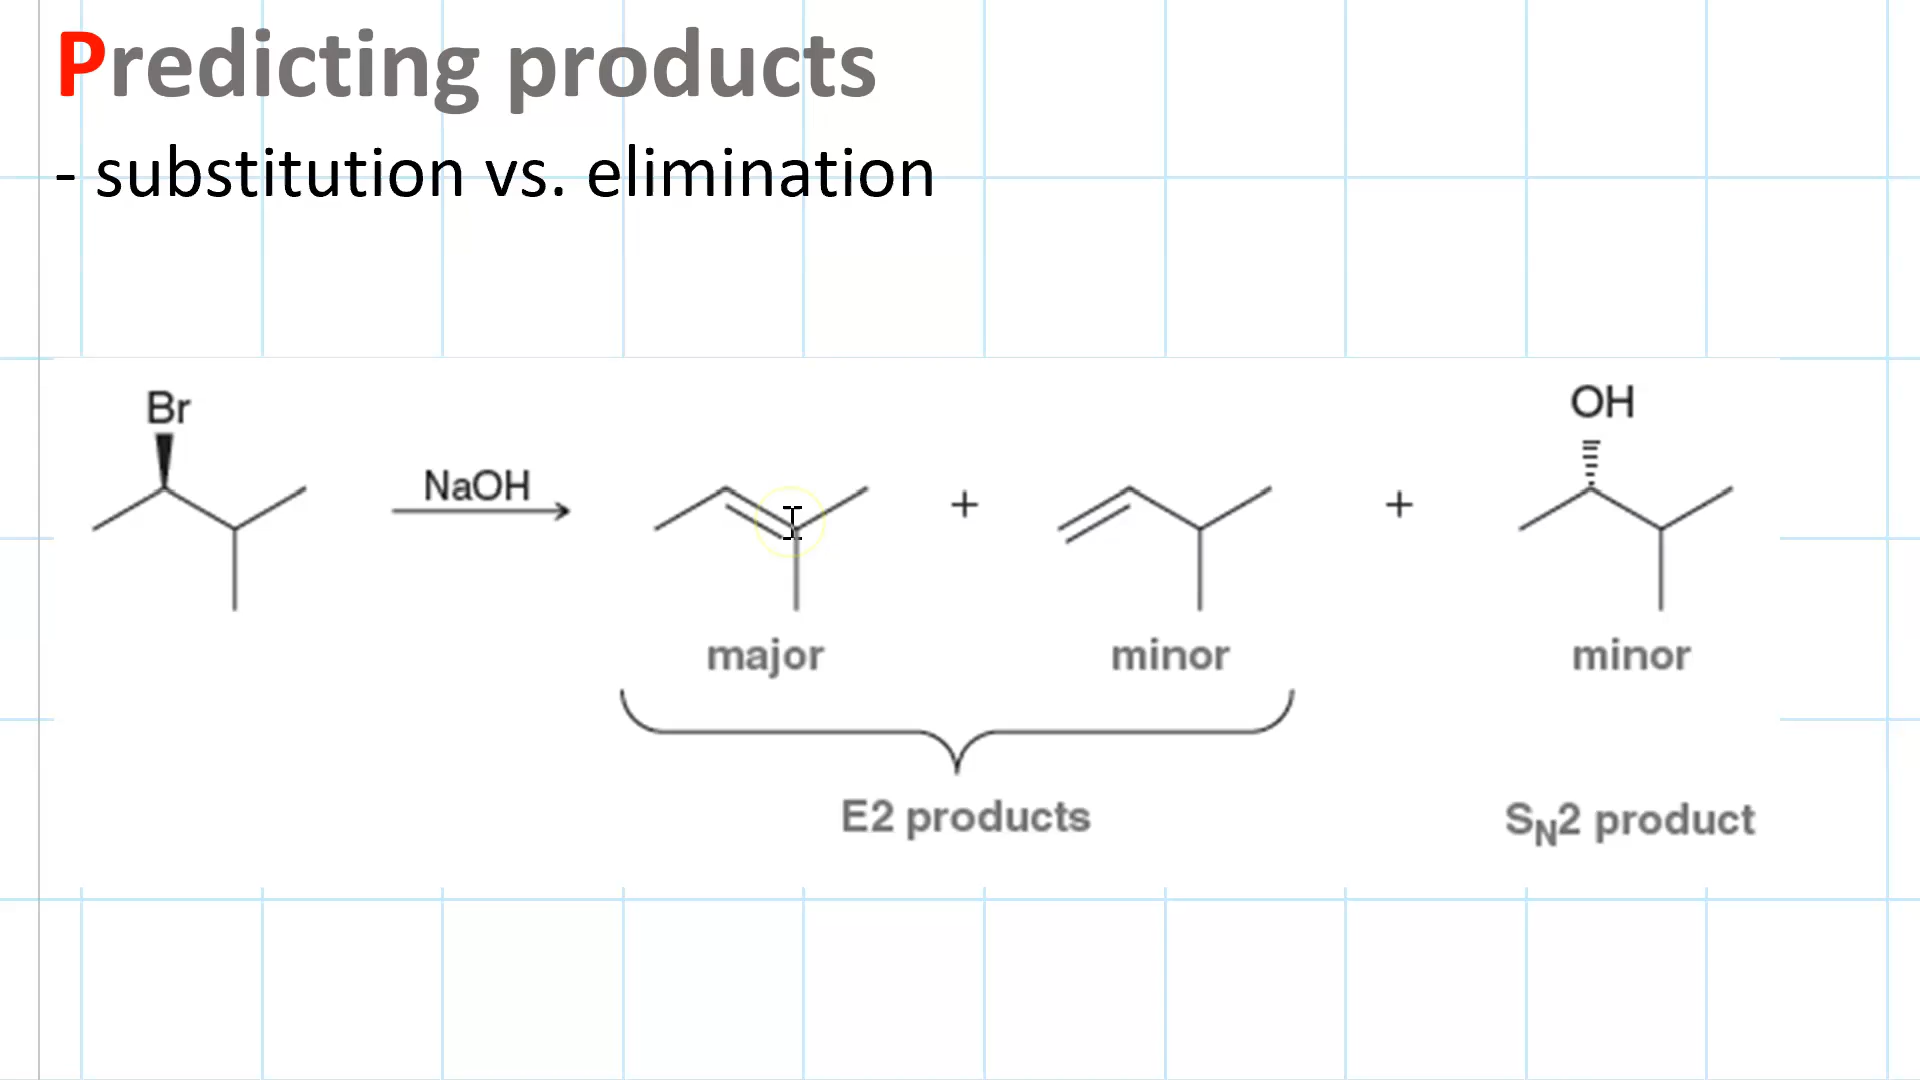 Predicting products
- substitution vs. elimination
Br
OH
NaOH
+
+
major
minor
minor
E2 products
SN2 product